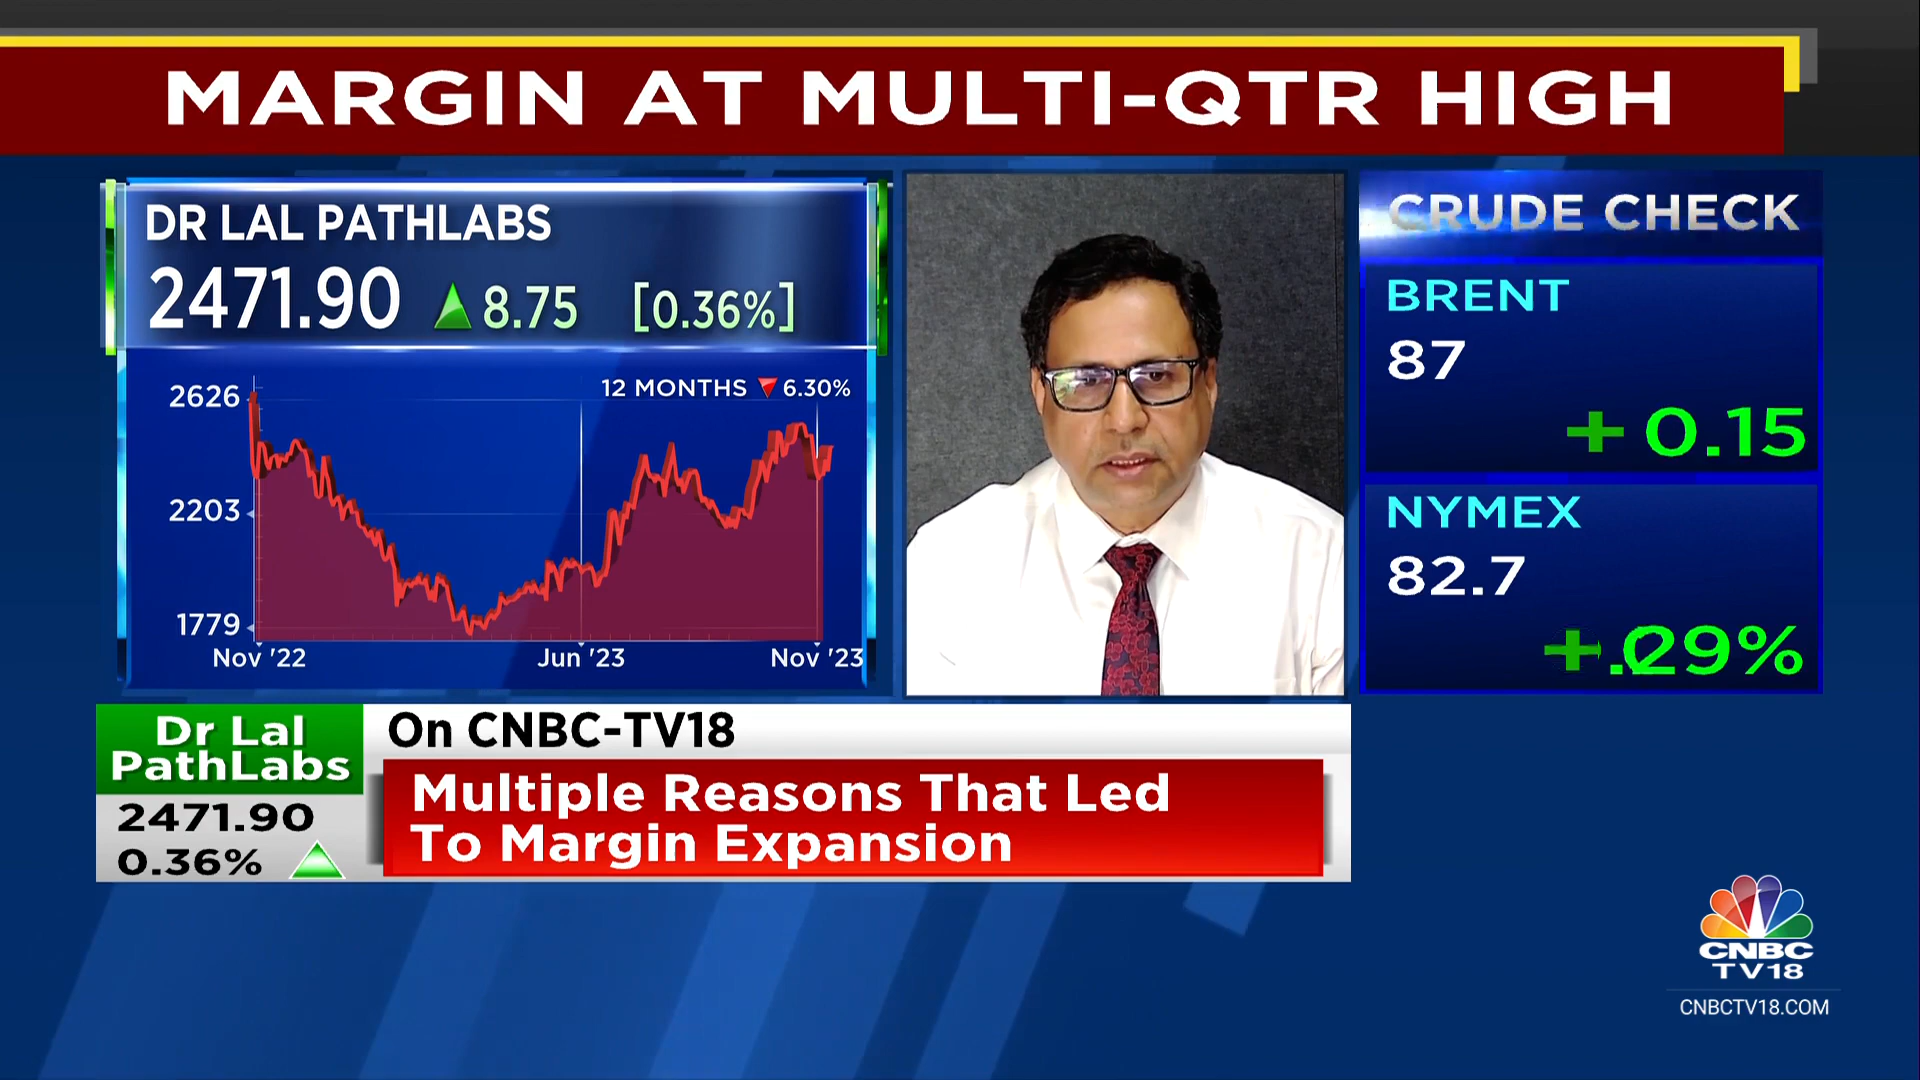 MARGIN AT MULTI-QTR HIGH
DR LAL PATHLABS
2471.90 ▲ 8.75 [0.36%]
12 MONTHS ▼ 6.30%
2626
2203
1779
Nov '22 Jun '23 Nov '23
CRUDE CHECK
BRENT
87
+ 0.15
NYMEX
82.7
Dr Lal
PathLabs
2471.90
0.36% ▲
On CNBC-TV18
Multiple Reasons That Led
To Margin Expansion
CNBC
TV18
CNBCTV18.COM